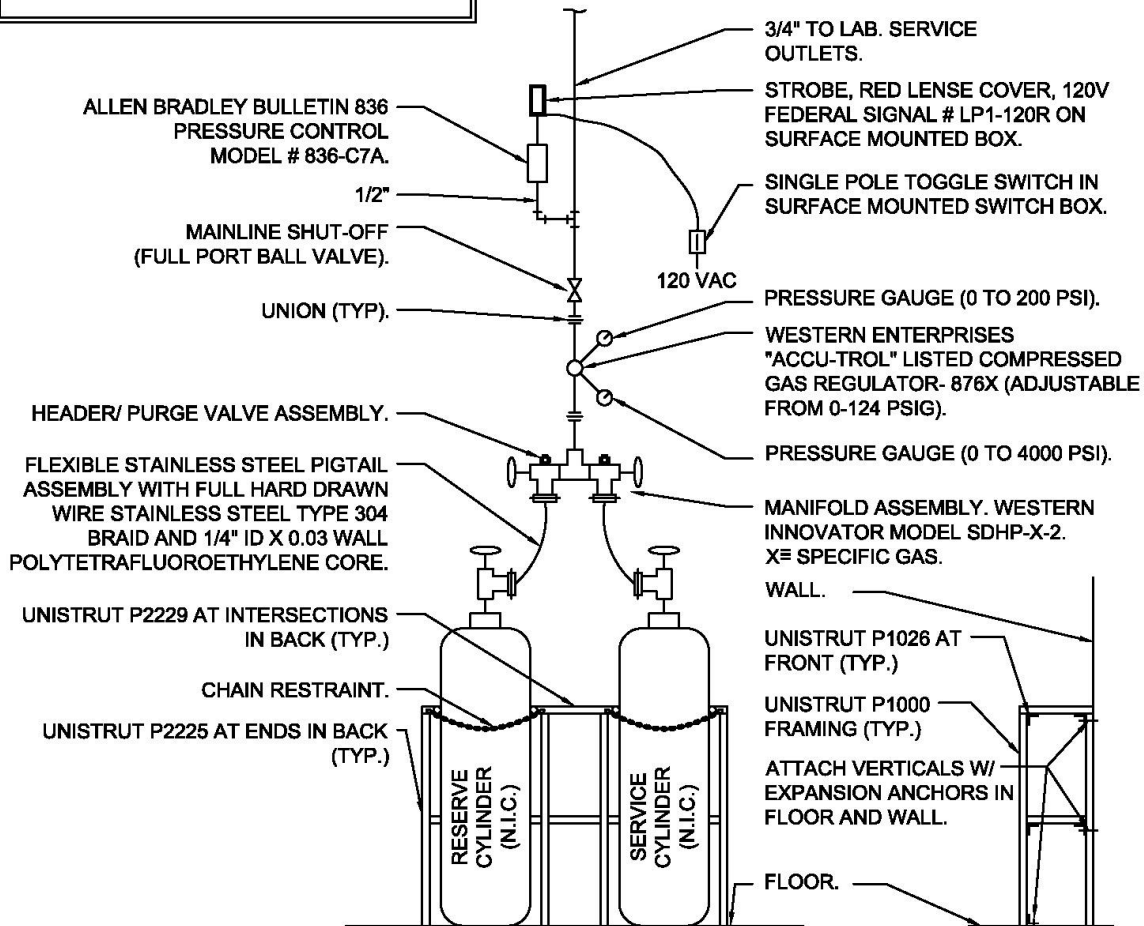 3/4" TO LAB. SERVICE
OUTLETS.
ALLEN BRADLEY BULLETIN 836
PRESSURE CONTROL
MODEL # 836-C7A.
STROBE, RED LENSE COVER, 120V
FEDERAL SIGNAL # LP1-120R ON
SURFACE MOUNTED BOX.
1/2"
SINGLE POLE TOGGLE SWITCH IN
SURFACE MOUNTED SWITCH BOX.
MAINLINE SHUT-OFF
(FULL PORT BALL VALVE).
120 VAC
UNION (TYP).
PRESSURE GAUGE (0 TO 200 PSI).
WESTERN ENTERPRISES
"ACCU-TROL" LISTED COMPRESSED
GAS REGULATOR- 876X (ADJUSTABLE
FROM 0-124 PSIG).
HEADER/ PURGE VALVE ASSEMBLY.
PRESSURE GAUGE (0 TO 4000 PSI).
FLEXIBLE STAINLESS STEEL PIGTAIL
ASSEMBLY WITH FULL HARD DRAWN
WIRE STAINLESS STEEL TYPE 304
BRAID AND 1/4" ID X 0.03 WALL
POLYTETRAFLUOROETHYLENE CORE.
MANIFOLD ASSEMBLY. WESTERN
INNOVATOR MODEL SDHP-X-2.
X≡ SPECIFIC GAS.
WALL.
UNISTRUT P2229 AT INTERSECTIONS
IN BACK (TYP.)
UNISTRUT P1026 AT
FRONT (TYP.)
CHAIN RESTRAINT.
UNISTRUT P1000
FRAMING (TYP.)
UNISTRUT P2225 AT ENDS IN BACK
(TYP.)
ATTACH VERTICALS W/
EXPANSION ANCHORS IN
FLOOR AND WALL.
RESERVE
CYLINDER
(N.I.C.)
SERVICE
CYLINDER
(N.I.C.)
FLOOR.